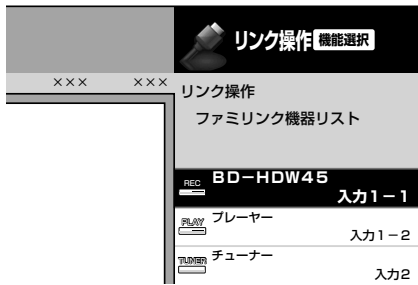 リンク操作 機能選択
××× ×××
リンク操作
ファミリンク機器リスト
REC BD-HDW45
入力1-1
PLAY プレーヤー
入力1-2
TUNER チューナー
入力2